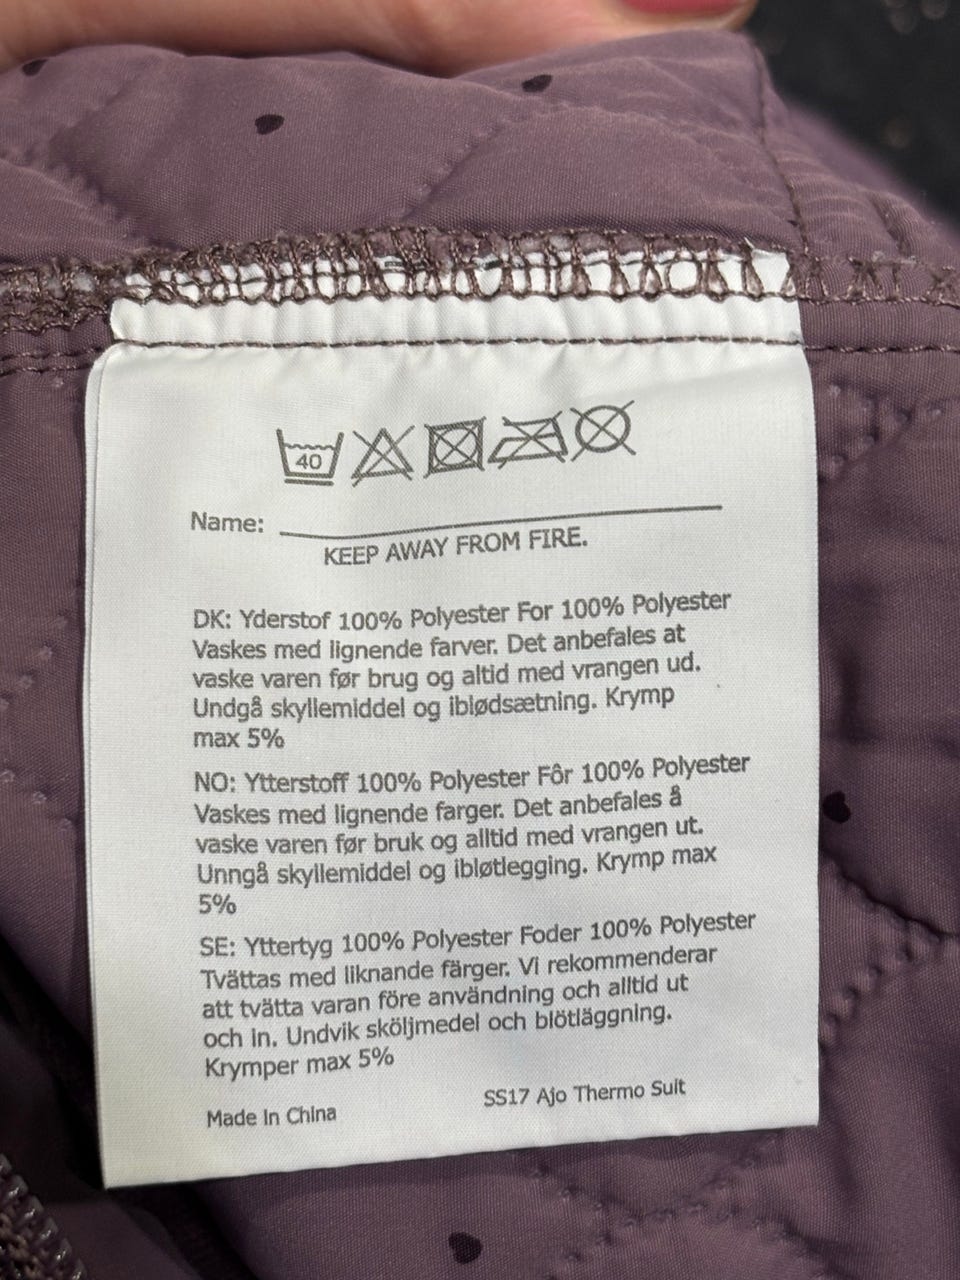 40
Name:
KEEP AWAY FROM FIRE.
DK: Yderstof 100% Polyester For 100% Polyester
Vaskes med lignende farver. Det anbefales at
vaske varen før brug og altid med vrangen ud.
Undgå skyllemiddel og iblødsætning. Krymp
max 5%
NO: Ytterstoff 100% Polyester Fôr 100% Polyester
Vaskes med lignende farger. Det anbefales å
vaske varen før bruk og alltid med vrangen ut.
Unngå skyllemiddel og ibløtlegging. Krymp max
5%
SE: Yttertyg 100% Polyester Foder 100% Polyester
Tvättas med liknande färger. Vi rekommenderar
att tvätta varan före användning och alltid ut
och in. Undvik sköljmedel och blötläggning.
Krymper max 5%
Made in China
SS17 Ajo Thermo Suit